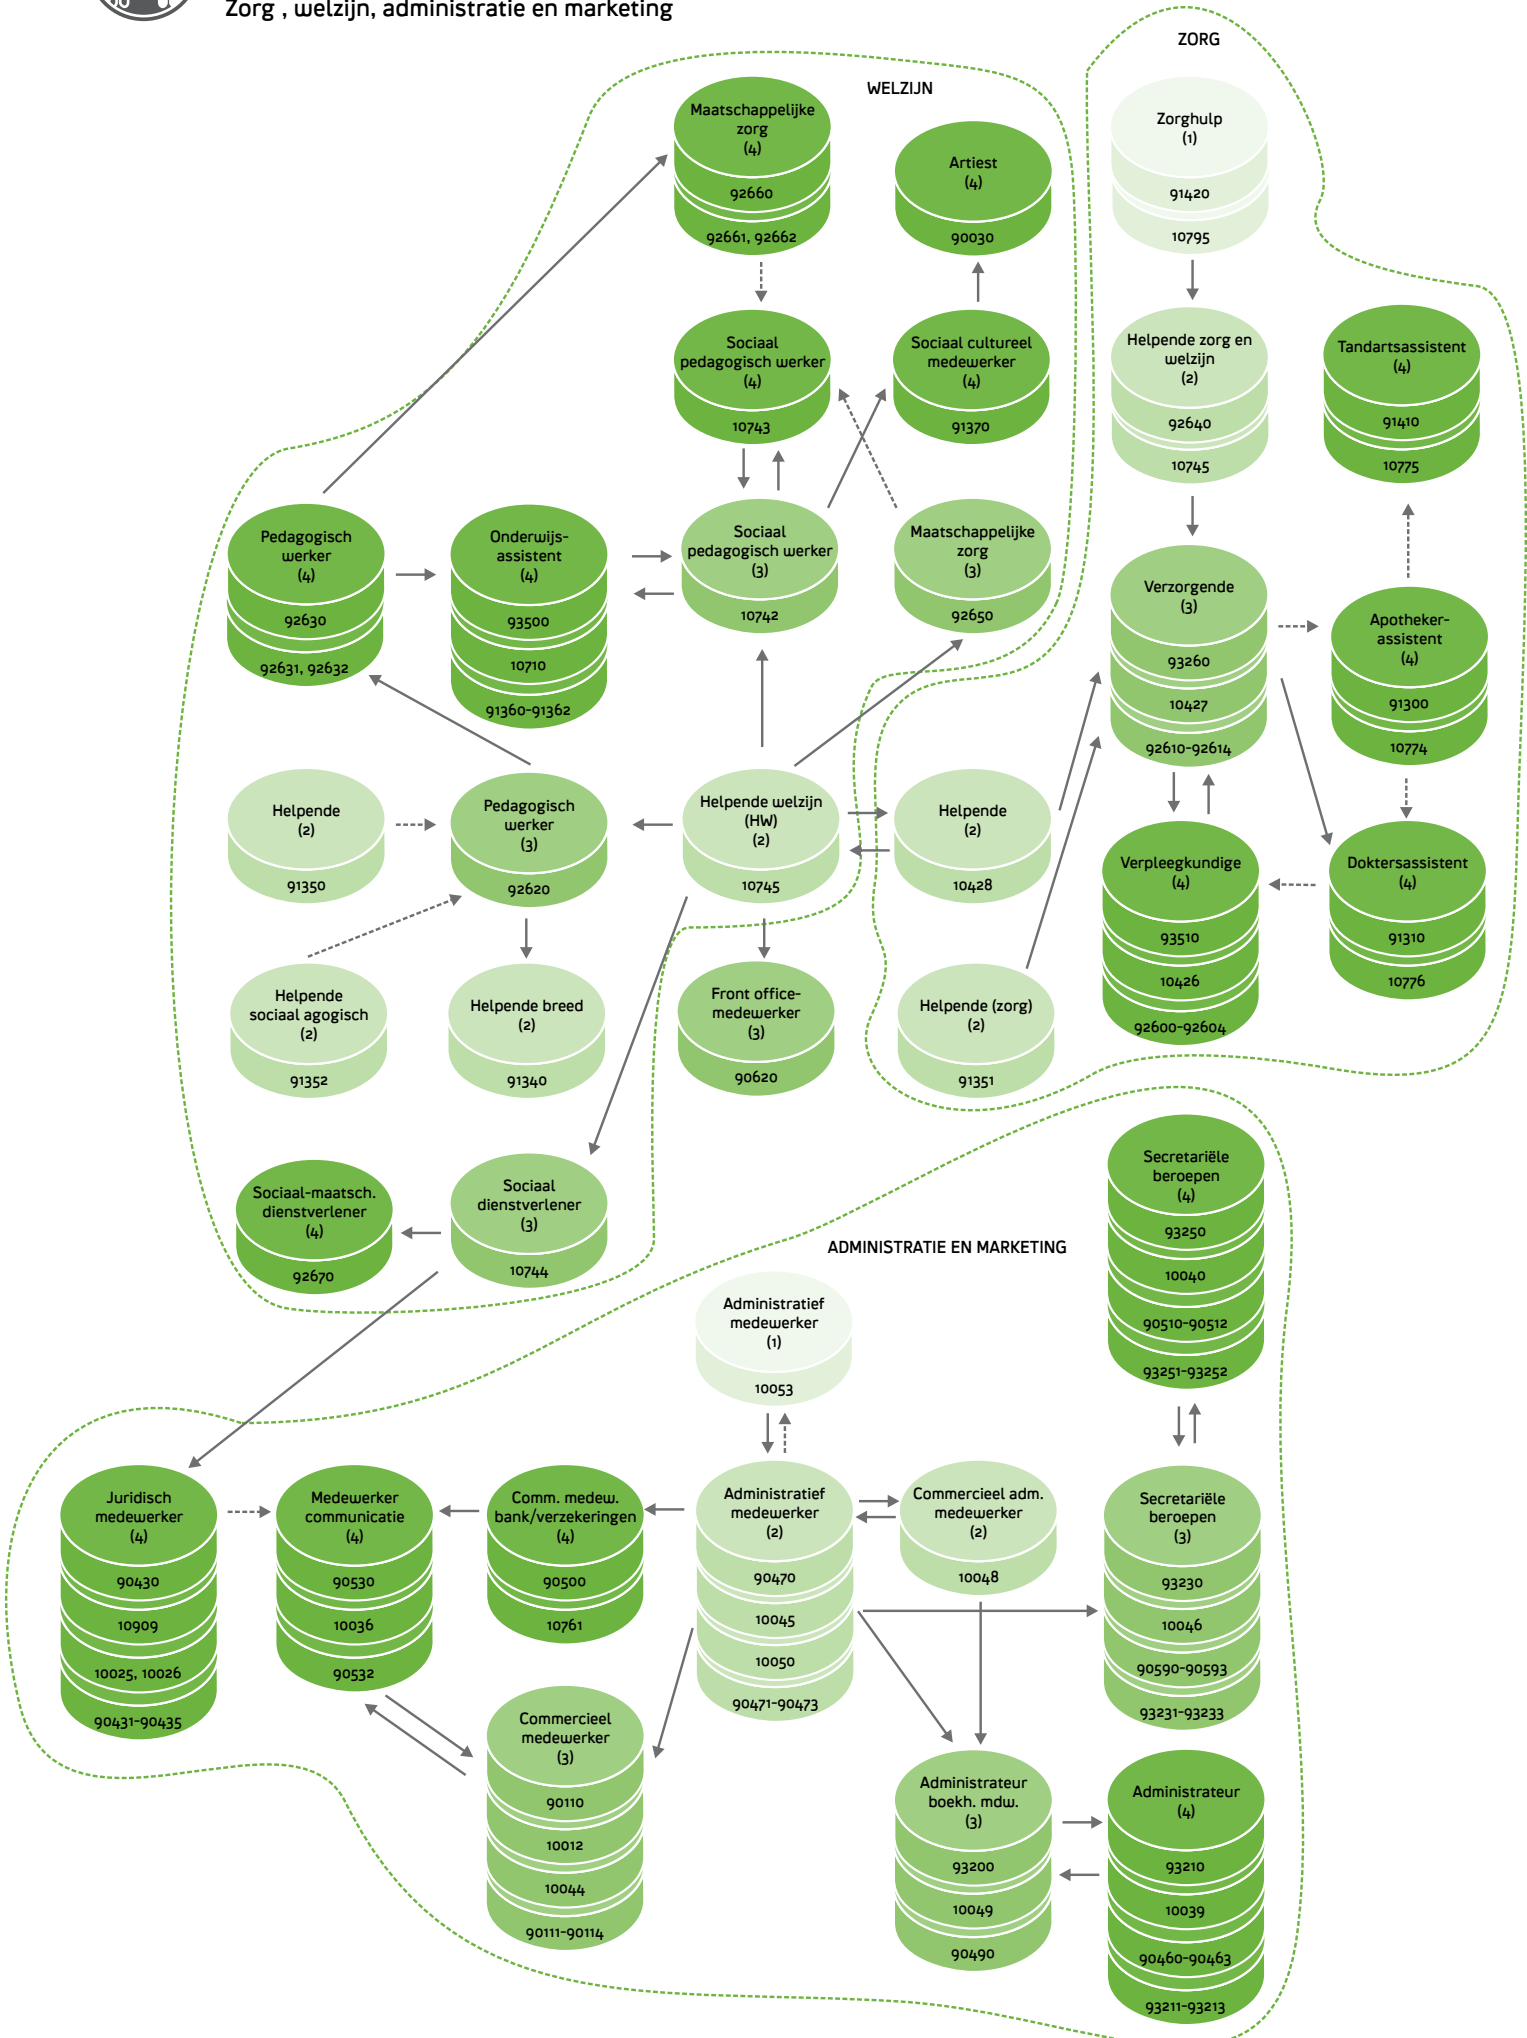 Zorg , welzijn, administratie en marketing
ZORG
WELZIJN
Maatschappelijke
zorg
(4)
92660
92661, 92662
Artiest
(4)
90030
Zorghulp
(1)
91420
10795
Sociaal
pedagogisch werker
(4)
10743
Sociaal cultureel
medewerker
(4)
91370
Helpende zorg en
welzijn
(2)
92640
10745
Tandartsassistent
(4)
91410
10775
Pedagogisch
werker
(4)
92630
92631, 92632
Onderwijs-
assistent
(4)
93500
10710
91360-91362
Sociaal
pedagogisch werker
(3)
10742
Maatschappelijke
zorg
(3)
92650
Verzorgende
(3)
93260
10427
92610-92614
Apotheker-
assistent
(4)
91300
10774
Helpende
(2)
91350
Pedagogisch
werker
(3)
92620
Helpende welzijn
(HW)
(2)
10745
Helpende
(2)
10428
Verpleegkundige
(4)
93510
10426
92600-92604
Doktersassistent
(4)
91310
10776
Helpende
sociaal agogisch
(2)
91352
Helpende breed
(2)
91340
Front office-
medewerker
(3)
90620
Helpende (zorg)
(2)
91351
Sociaal-maatsch.
dienstverlener
(4)
92670
Sociaal
dienstverlener
(3)
10744
Secretariële
beroepen
(4)
93250
10040
90510-90512
93251-93252
ADMINISTRATIE EN MARKETING
Administratief
medewerker
(1)
10053
Juridisch
medewerker
(4)
90430
10909
10025, 10026
90431-90435
Medewerker
communicatie
(4)
90530
10036
90532
Comm. medew.
bank/verzekeringen
(4)
90500
10761
Administratief
medewerker
(2)
90470
10045
10050
90471-90473
Commercieel adm.
medewerker
(2)
10048
Secretariële
beroepen
(3)
93230
10046
90590-90593
93231-93233
Commercieel
medewerker
(3)
90110
10012
10044
90111-90114
Administrateur
boekh. mdw.
(3)
93200
10049
90490
Administrateur
(4)
93210
10039
90460-90463
93211-93213